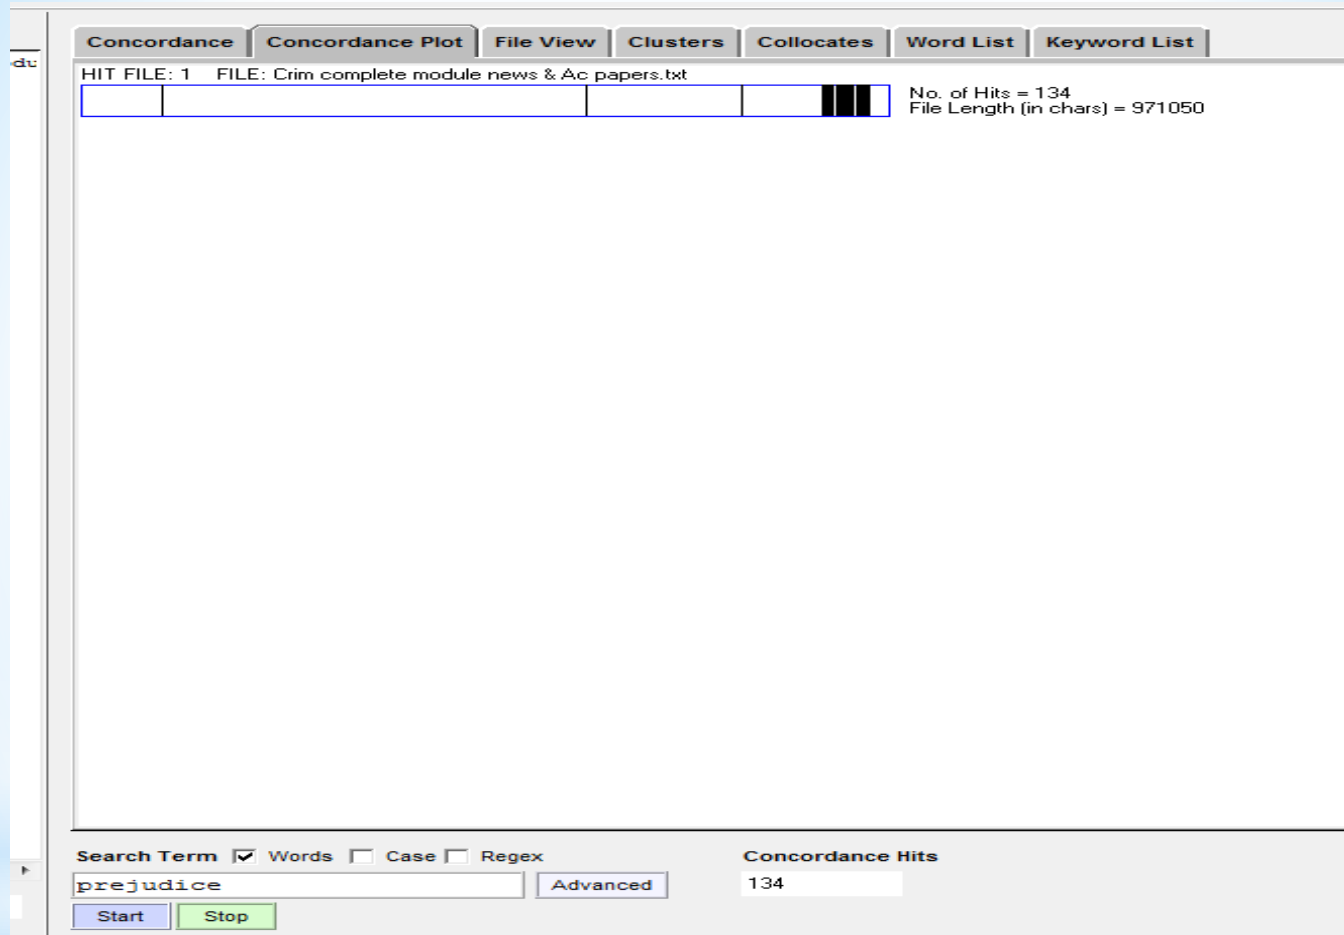 du
Concordance Concordance Plot File View Clusters Collocates Word List Keyword List
HIT FILE: 1 FILE: Crim complete module news & Ac papers.txt
No. of Hits = 134
File Length (in chars) = 971050
Search Term Words Case Regex
Concordance Hits
prejudice Advanced 134
Start Stop